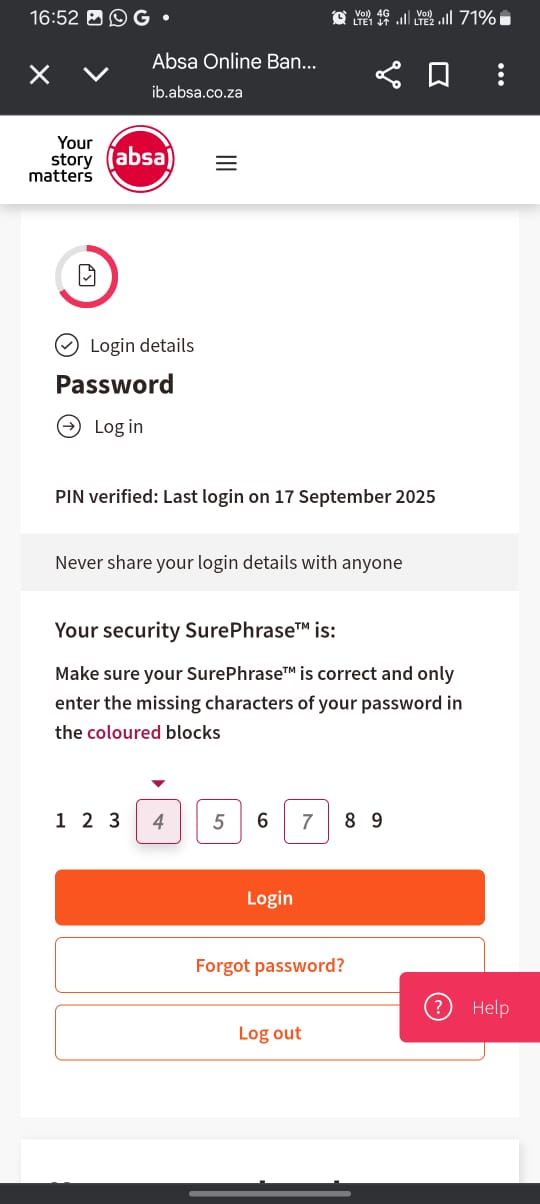 16:52 G • Vo)) LTE1 4G Vo)) LTE2 71%
Absa Online Ban...
ib.absa.co.za
Your
story
matters
absa
Login details
Password
Log in
PIN verified: Last login on 17 September 2025
Never share your login details with anyone
Your security SurePhrase™ is:
Make sure your SurePhrase™ is correct and only
enter the missing characters of your password in
the coloured blocks
1 2 3 4 5 6 7 8 9
Login
Forgot password?
? Help
Log out